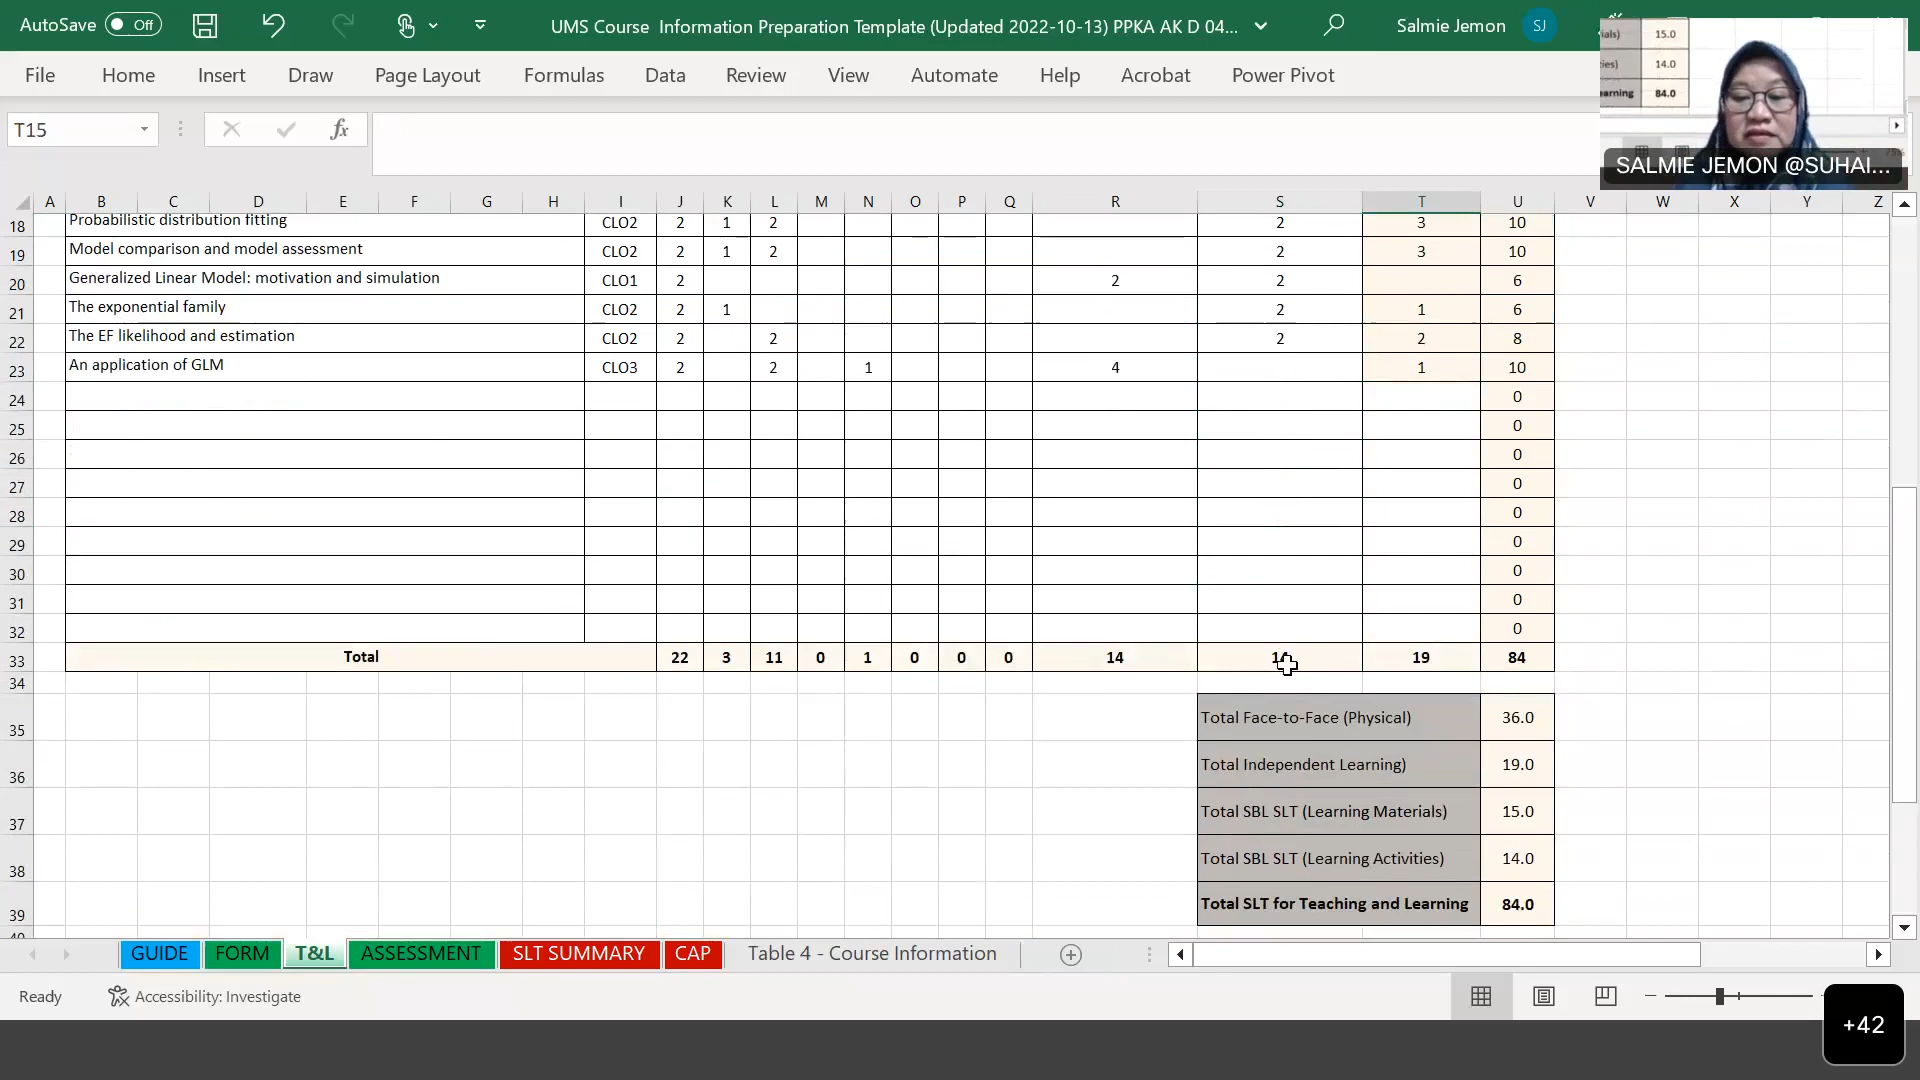 AutoSave Off UMS Course Information Preparation Template (Updated 2022-10-13) PPKA AK D 04... Salmie Jemon SJ
File Home Insert Draw Page Layout Formulas Data Review View Automate Help Acrobat Power Pivot
15.0
14.0
84.0
T15 fx
SALMIE JEMON @SUHAI...
A B C D E F G H I J K L M N O P Q R S T U V W X Y Z
18 Probabilistic distribution fitting CLO2 2 1 2 2 3 10
19 Model comparison and model assessment CLO2 2 1 2 2 3 10
20 Generalized Linear Model: motivation and simulation CLO1 2 2 2 6
21 The exponential family CLO2 2 1 2 1 6
22 The EF likelihood and estimation CLO2 2 2 2 2 8
23 An application of GLM CLO3 2 2 1 4 1 10
24 0
25 0
26 0
27 0
28 0
29 0
30 0
31 0
32 0
33 Total 22 3 11 0 1 0 0 0 14 19 84
34
35 Total Face-to-Face (Physical) 36.0
36 Total Independent Learning) 19.0
37 Total SBL SLT (Learning Materials) 15.0
38 Total SBL SLT (Learning Activities) 14.0
39 Total SLT for Teaching and Learning 84.0
GUIDE FORM T&L ASSESSMENT SLT SUMMARY CAP Table 4 - Course Information
Ready Accessibility: Investigate
+42